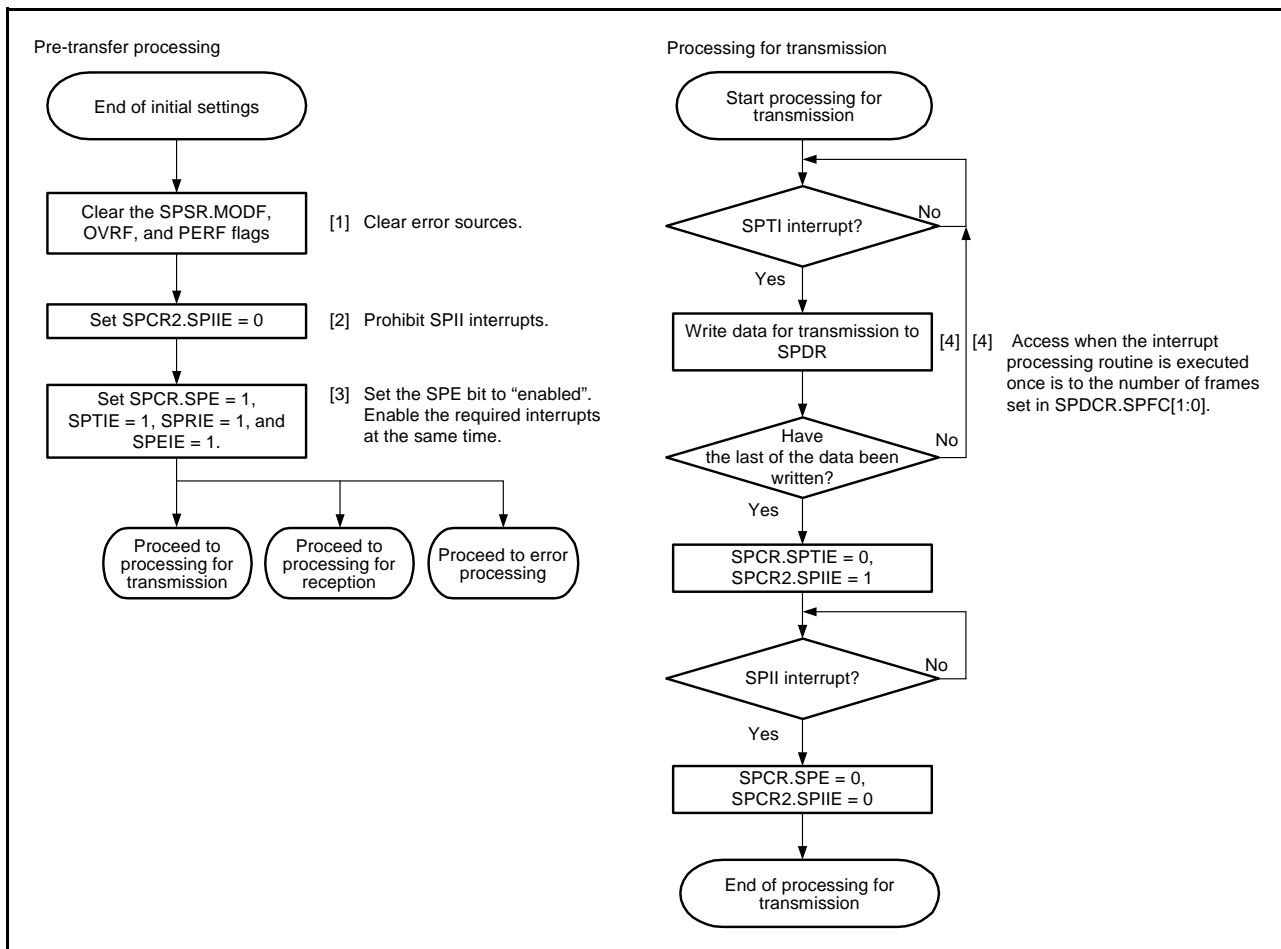 Pre-transfer processing
End of initial settings
Clear the SPSR.MODF,
OVRF, and PERF flags
[1] Clear error sources.
Set SPCR2.SPIIE = 0
[2] Prohibit SPII interrupts.
Set SPCR.SPE = 1,
SPTIE = 1, SPRIE = 1, and
SPEIE = 1.
[3] Set the SPE bit to “enabled”.
Enable the required interrupts
at the same time.
Proceed to
processing for
transmission
Proceed to
processing for
reception
Proceed to error
processing
Processing for transmission
Start processing for
transmission
SPTI interrupt?
No
Yes
Write data for transmission to
SPDR
[4]
[4] Access when the interrupt
processing routine is executed
once is to the number of frames
set in SPDCR.SPFC[1:0].
Have
the last of the data been
written?
No
Yes
SPCR.SPTIE = 0,
SPCR2.SPIIE = 1
SPII interrupt?
No
Yes
SPCR.SPE = 0,
SPCR2.SPIIE = 0
End of processing for
transmission